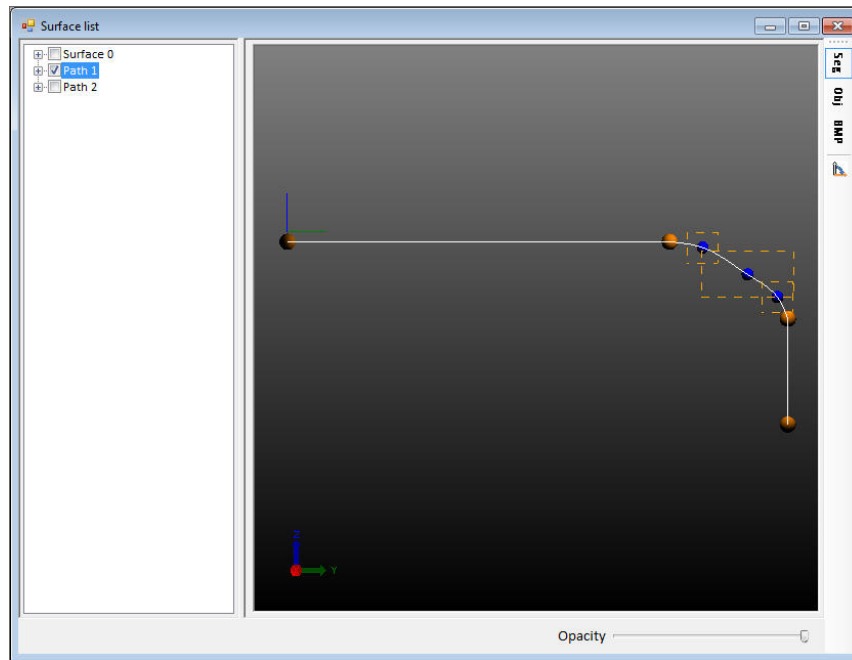 Surface list
Surface 0
Path 1
Path 2
Seg
Obj
BMP
Z
Y
Opacity